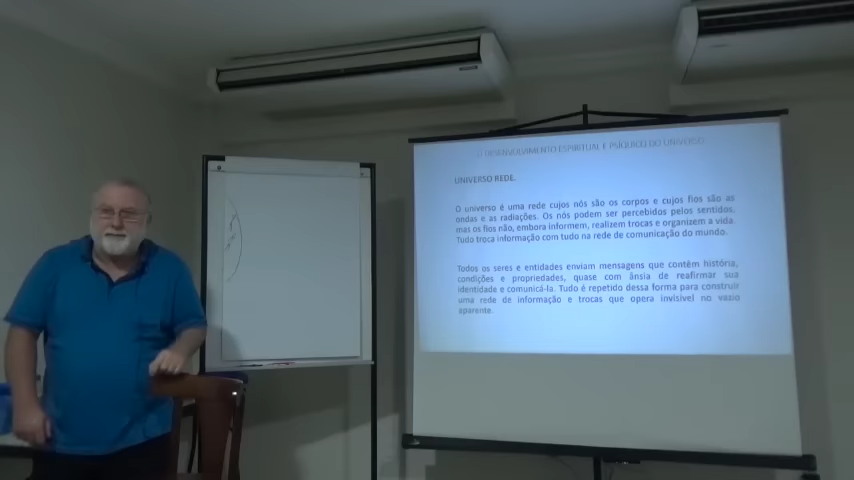 O DESENVOLVIMENTO ESPIRITUAL E PSÍQUICO DO UNIVERSO
UNIVERSO REDE.
O universo é uma rede cujos nós são os corpos e cujos fios são as
ondas e as radiações. Os nós podem ser percebidos pelos sentidos,
mas os fios não, embora informem, realizem trocas e organizem a vida.
Tudo troca informação com tudo na rede de comunicação do mundo.
Todos os seres e entidades enviam mensagens que contêm história,
condições e propriedades, quase com ânsia de reafirmar sua
identidade e comunicá-la. Tudo é repetido dessa forma para construir
uma rede de informação e trocas que opera invisível no vazio
aparente.